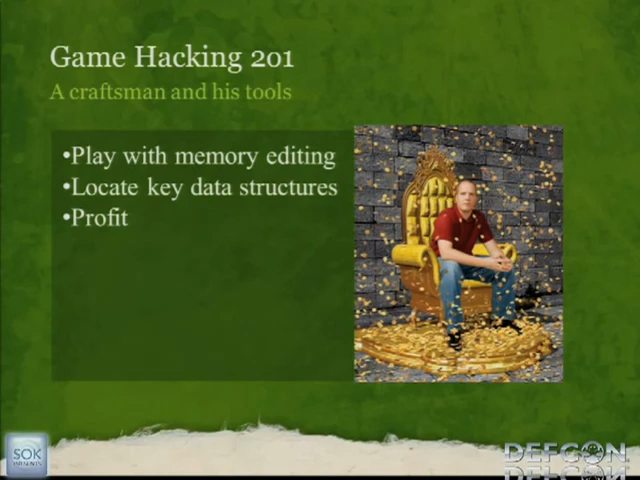 Game Hacking 201
A craftsman and his tools
•Play with memory editing
•Locate key data structures
•Profit
SOK
DEFCON